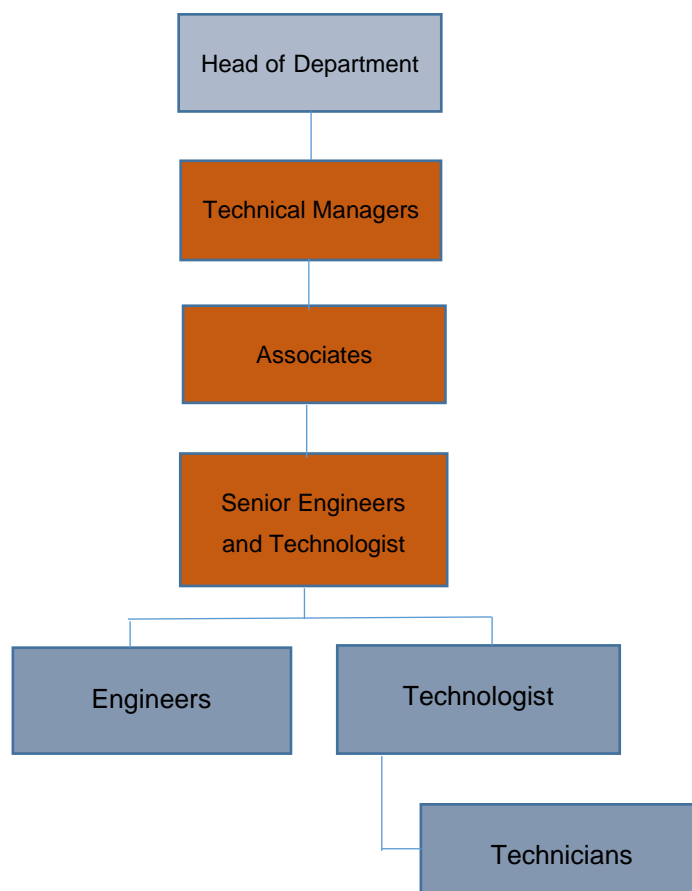 Head of Department
Technical Managers
Associates
Senior Engineers
and Technologist
Engineers
Technologist
Technicians